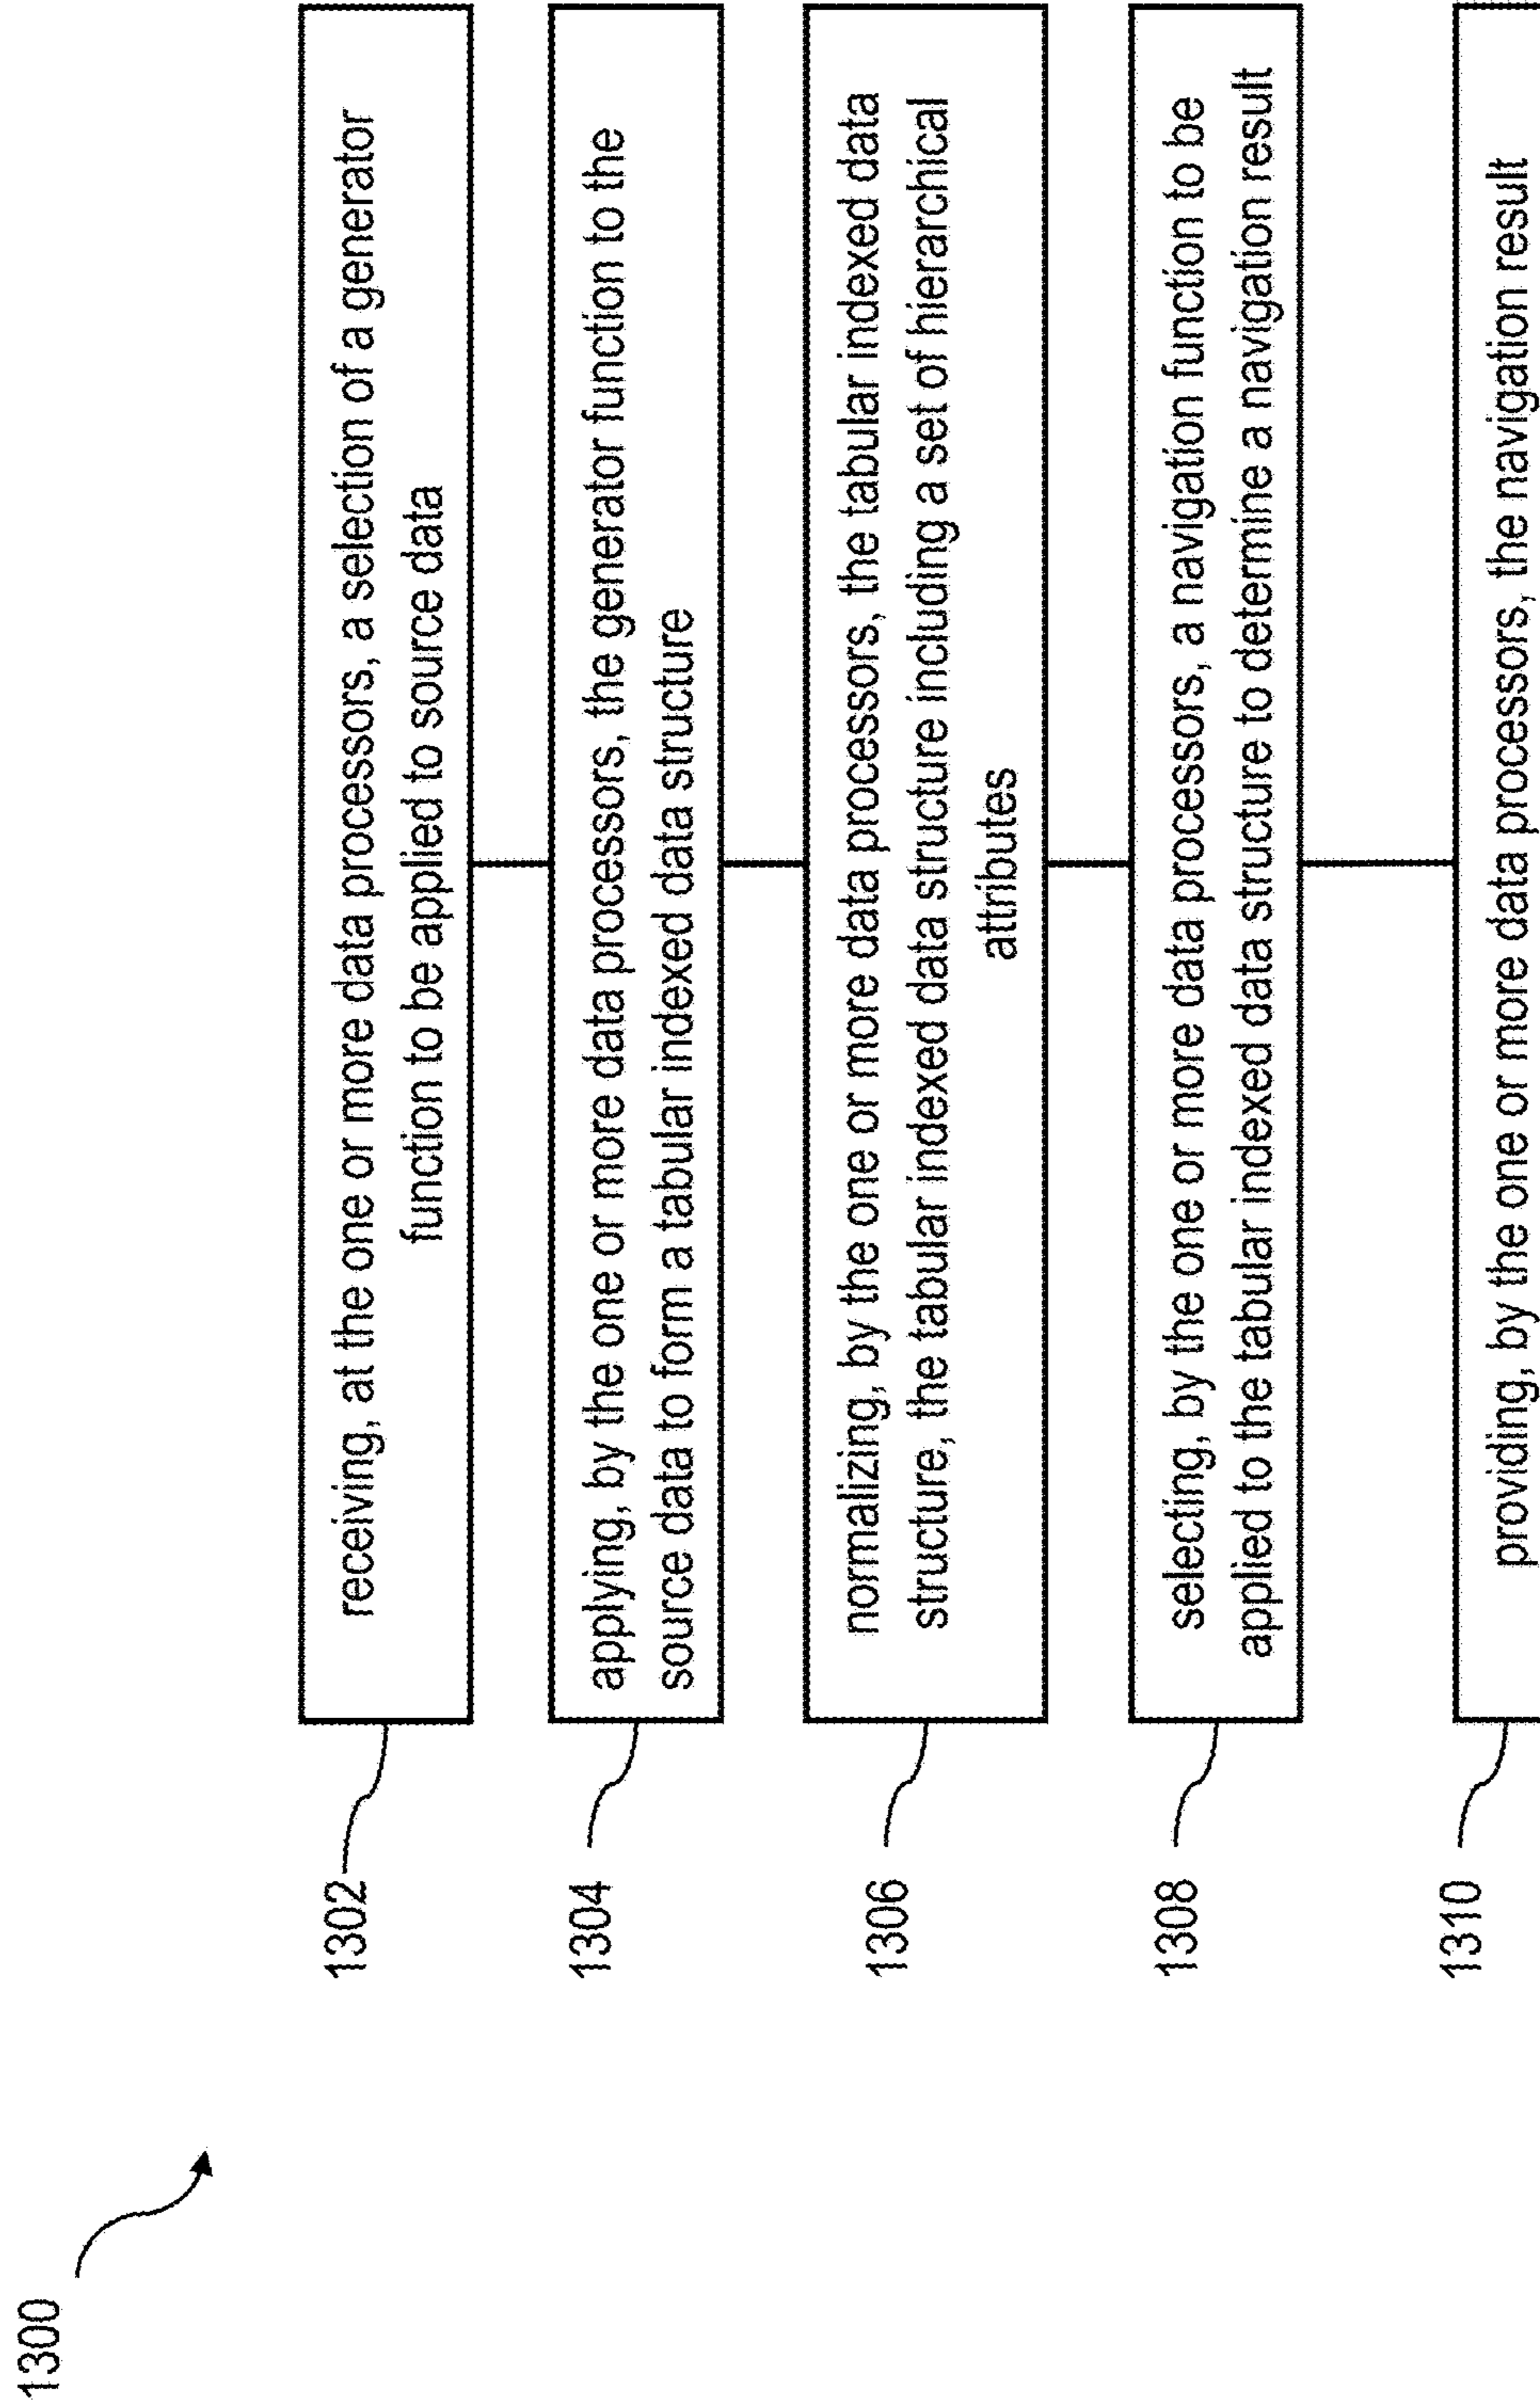 1300
1302
receiving, at the one or more data processors, a selection of a generator
function to be applied to source data
1304
applying, by the one or more data processors, the generator function to the
source data to form a tabular indexed data structure
1306
normalizing, by the one or more data processors, the tabular indexed data
structure, the tabular indexed data structure including a set of hierarchical
attributes
1308
selecting, by the one or more data processors, a navigation function to be
applied to the tabular indexed data structure to determine a navigation result
1310
providing, by the one or more data processors, the navigation result